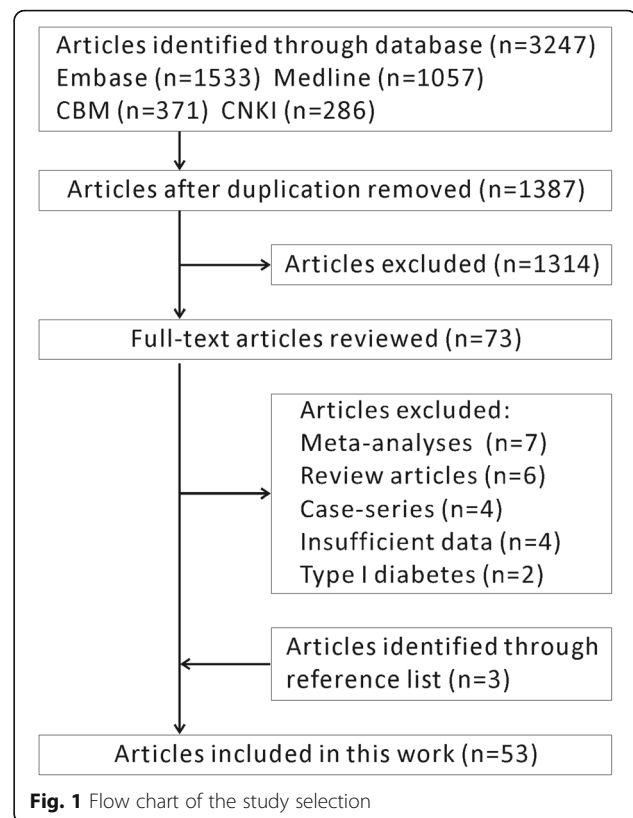 Articles identified through database (n=3247)
Embase (n=1533) Medline (n=1057)
CBM (n=371) CNKI (n=286)
Articles after duplication removed (n=1387)
Articles excluded (n=1314)
Full-text articles reviewed (n=73)
Articles excluded:
Meta-analyses (n=7)
Review articles (n=6)
Case-series (n=4)
Insufficient data (n=4)
Type I diabetes (n=2)
Articles identified through
reference list (n=3)
Articles included in this work (n=53)
Fig. 1 Flow chart of the study selection